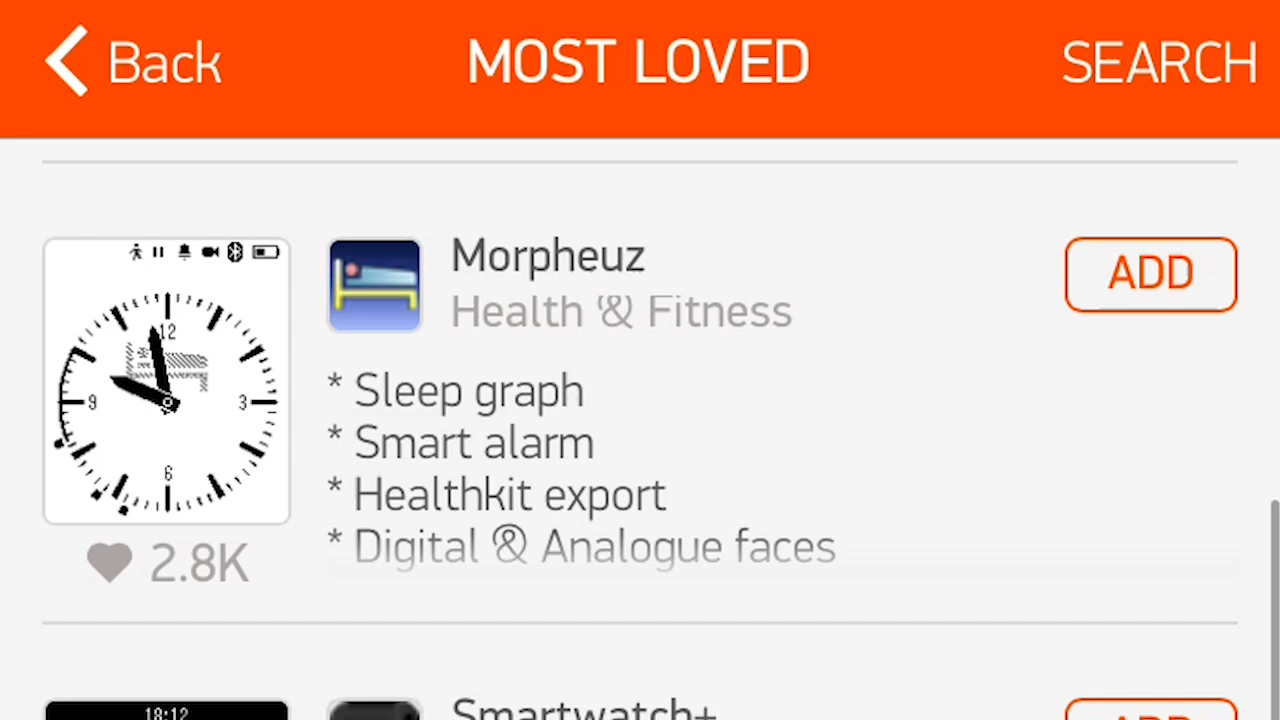 Back
MOST LOVED
SEARCH
Morpheuz
Health & Fitness
ADD
12
9
3
6
* Sleep graph
* Smart alarm
* Healthkit export
* Digital & Analogue faces
2.8K
18:12
Smartwatch+
ADD